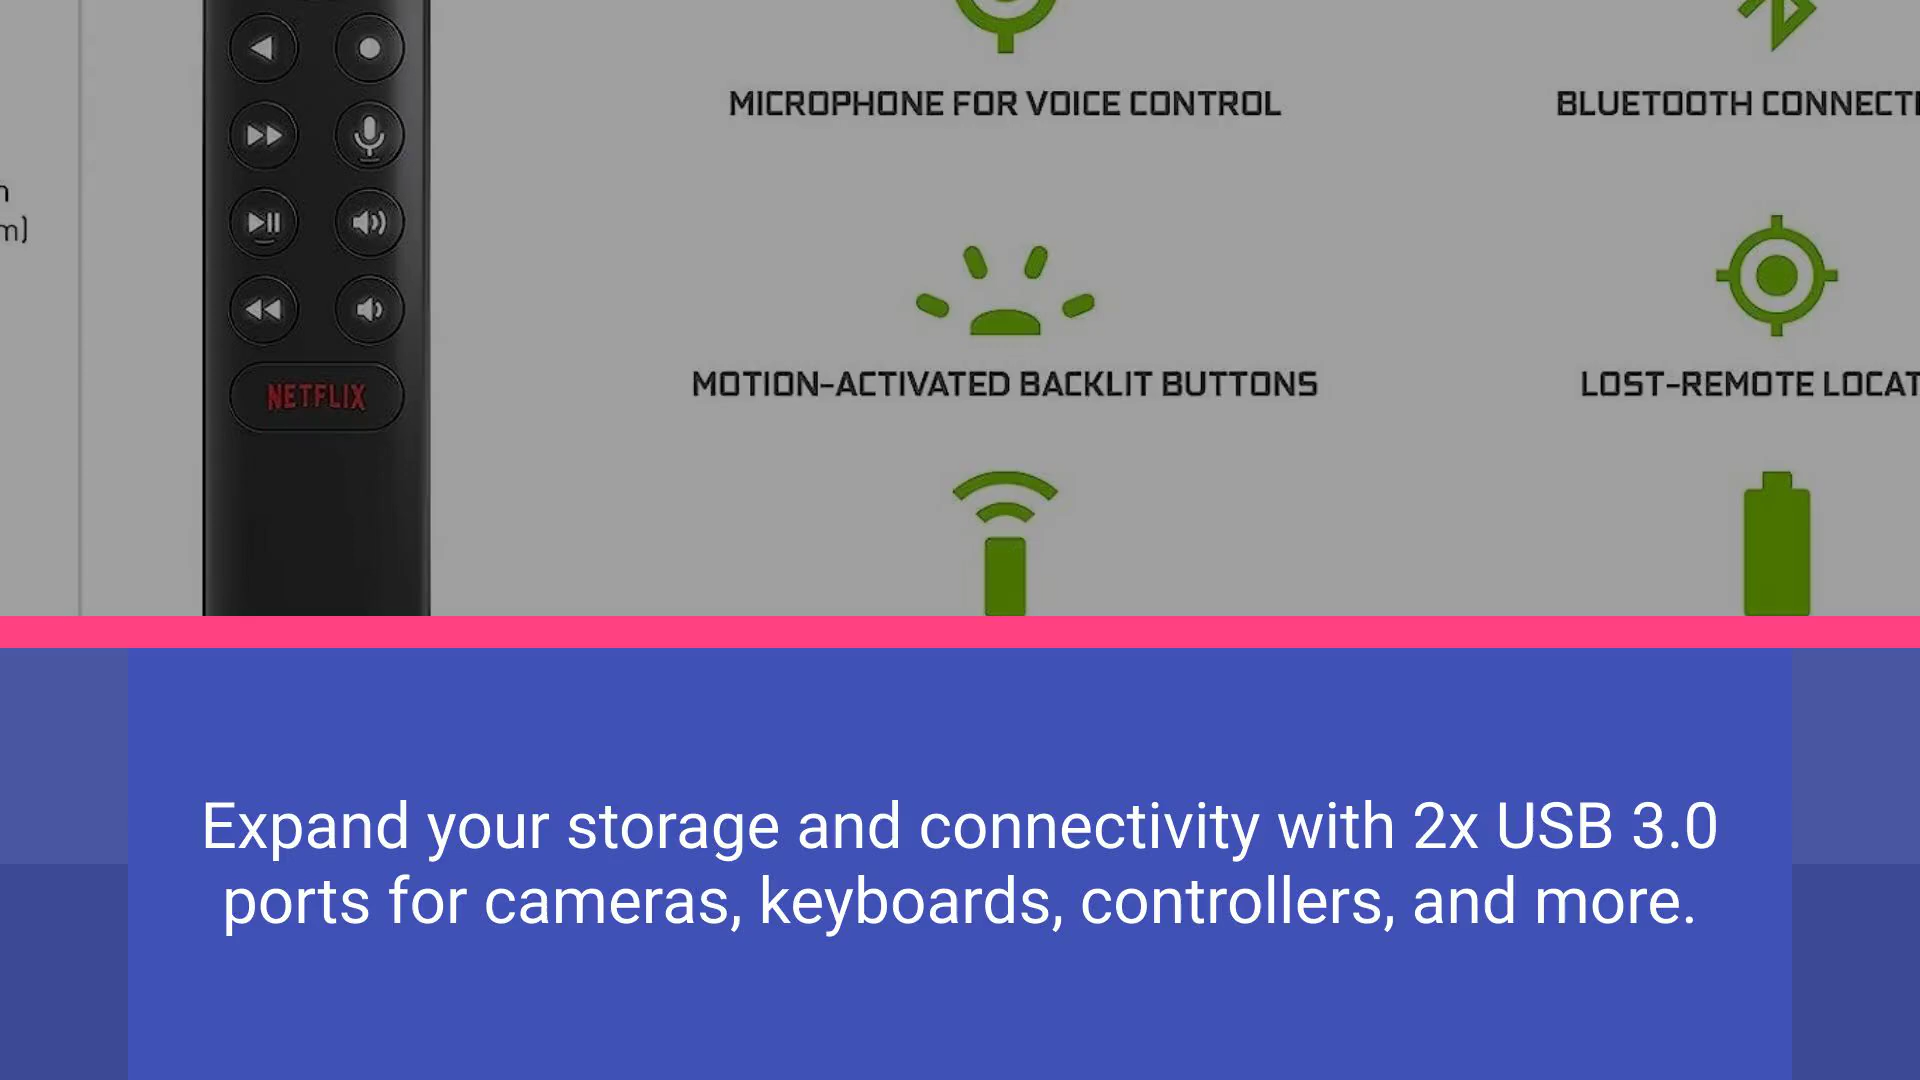 MICROPHONE FOR VOICE CONTROL
BLUETOOTH CONNECTI
m)
MOTION-ACTIVATED BACKLIT BUTTONS
LOST-REMOTE LOCAT
NETFLIX
Expand your storage and connectivity with 2x USB 3.0
ports for cameras, keyboards, controllers, and more.